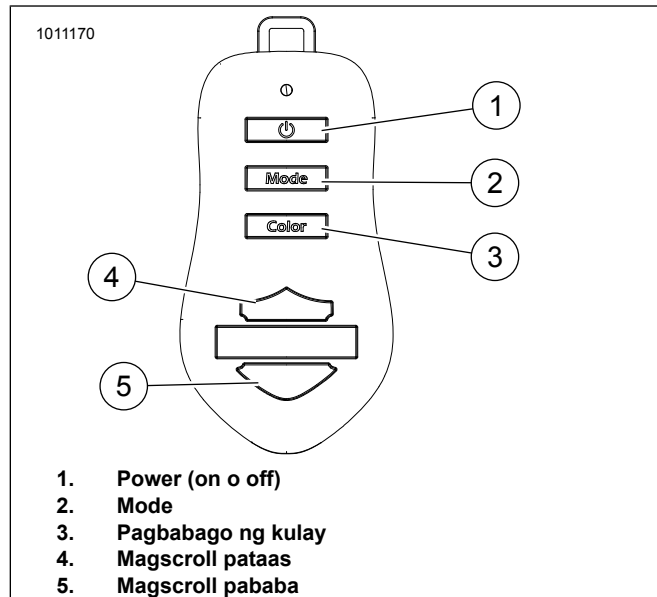 1011170
1
Mode
2
Color
3
4
5
1. Power (on o off)
2. Mode
3. Pagbabago ng kulay
4. Magscroll pataas
5. Magscroll pababa